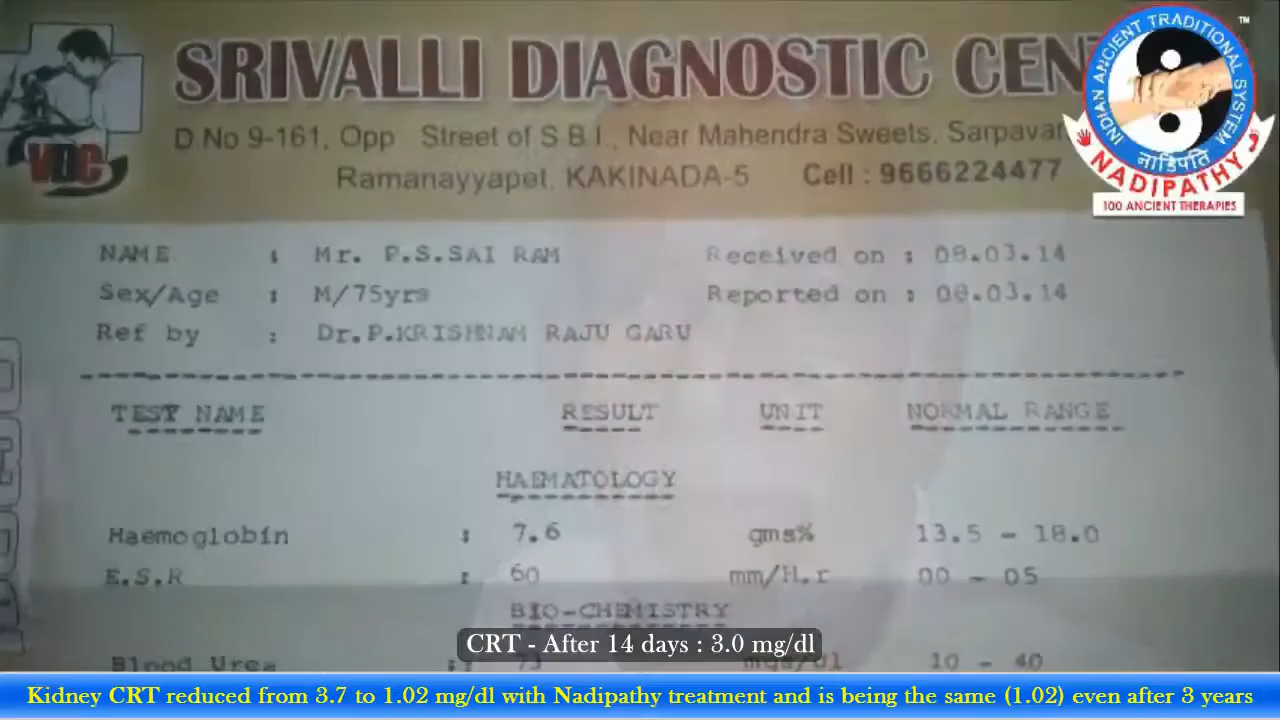 SRIVALLI DIAGNOSTIC CEN
D.No 9-161, Opp Street of S B I., Near Mahendra Sweets, Sarpavar
Ramanayyapet, KAKINADA-5 Cell : 9666224477
VDC
INDIAN ANCIENT TRADITIONAL SYSTEM
TM
नाडिपति
NADIPATHY
100 ANCIENT THERAPIES
NAME : Mr. P.S.SAI RAM Received on : 08.03.14
Sex/Age : M/75yrs Reported on : 08.03.14
Ref by : Dr.P.KRISHNAM RAJU GARU
TEST NAME RESULT UNIT NORMAL RANGE
HAEMATOLOGY
Haemoglobin : 7.6 gms% 13.5 - 18.0
E.S.R : 60 mm/H.r 00 - 05
BIO-CHEMISTRY
CRT - After 14 days : 3.0 mg/dl
Blood Urea : 73 mgs/dl 10 - 40
Kidney CRT reduced from 3.7 to 1.02 mg/dl with Nadipathy treatment and is being the same (1.02) even after 3 years